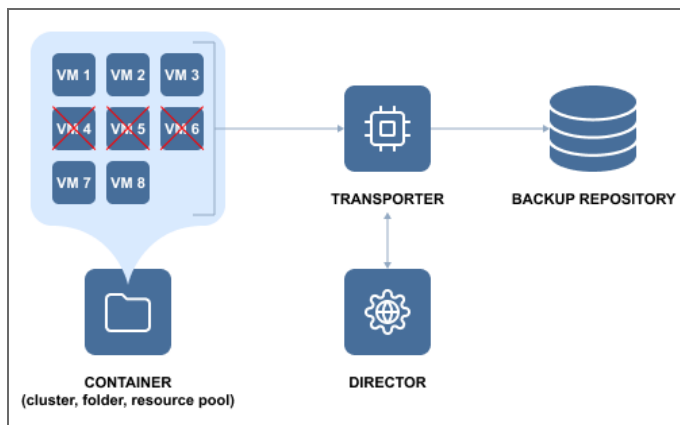 VM 1 VM 2 VM 3
VM 4 VM 5 VM 6
VM 7 VM 8
TRANSPORTER
BACKUP REPOSITORY
CONTAINER
(cluster, folder, resource pool)
DIRECTOR